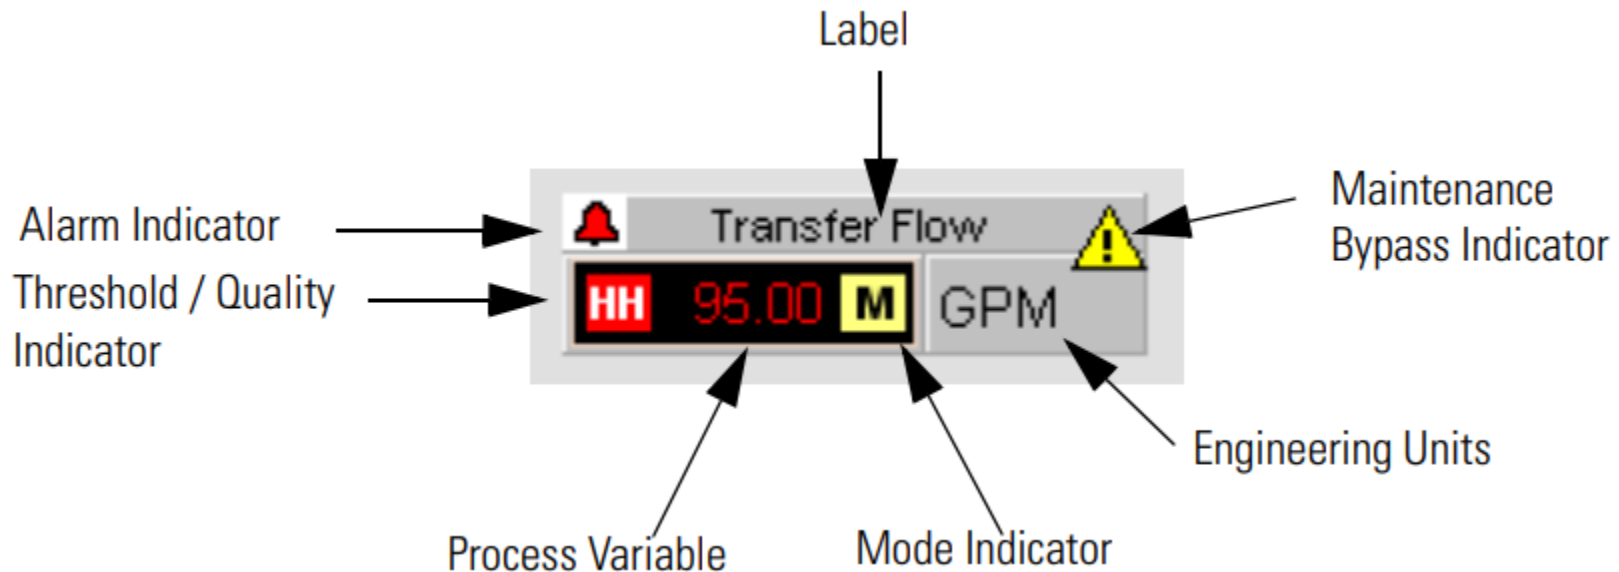 Label
Alarm Indicator
Threshold / Quality
Indicator
Transfer Flow
HH 95.00 M GPM
Maintenance
Bypass Indicator
Engineering Units
Process Variable
Mode Indicator